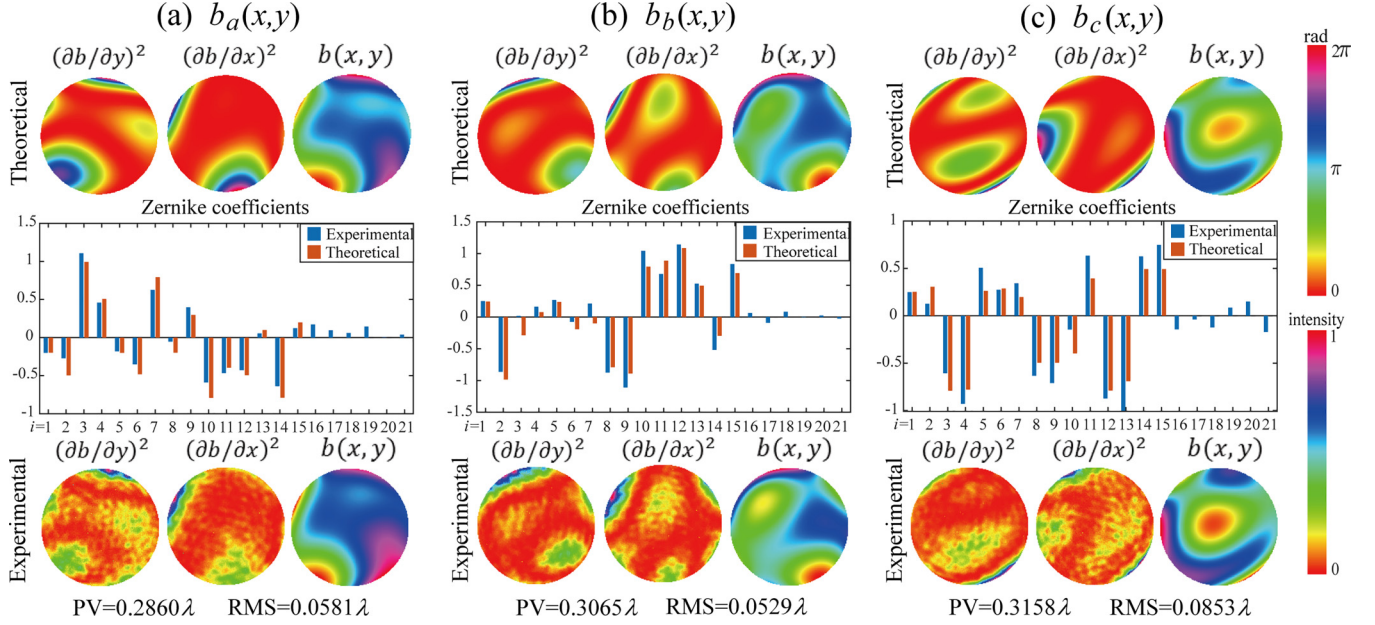 (a) b_a(x,y)
(∂b/∂y)² (∂b/∂x)² b(x,y)
Theoretical
Zernike coefficients
Experimental
Theoretical
1.5
1
0.5
0
-0.5
-1
i=1 2 3 4 5 6 7 8 9 10 11 12 13 14 15 16 17 18 19 20 21
(∂b/∂y)² (∂b/∂x)² b(x,y)
Experimental
PV=0.2860λ RMS=0.0581λ
(b) b_b(x,y)
(∂b/∂y)² (∂b/∂x)² b(x,y)
Theoretical
Zernike coefficients
Experimental
Theoretical
1.5
1
0.5
0
-0.5
-1
-1.5
i=1 2 3 4 5 6 7 8 9 10 11 12 13 14 15 16 17 18 19 20 21
(∂b/∂y)² (∂b/∂x)² b(x,y)
Experimental
PV=0.3065λ RMS=0.0529λ
(c) b_c(x,y)
(∂b/∂y)² (∂b/∂x)² b(x,y)
Theoretical
Zernike coefficients
Experimental
Theoretical
1
0.5
0
-0.5
-1
i=1 2 3 4 5 6 7 8 9 10 11 12 13 14 15 16 17 18 19 20 21
(∂b/∂y)² (∂b/∂x)² b(x,y)
Experimental
PV=0.3158λ RMS=0.0853λ
rad
2π
π
0
intensity
1
0